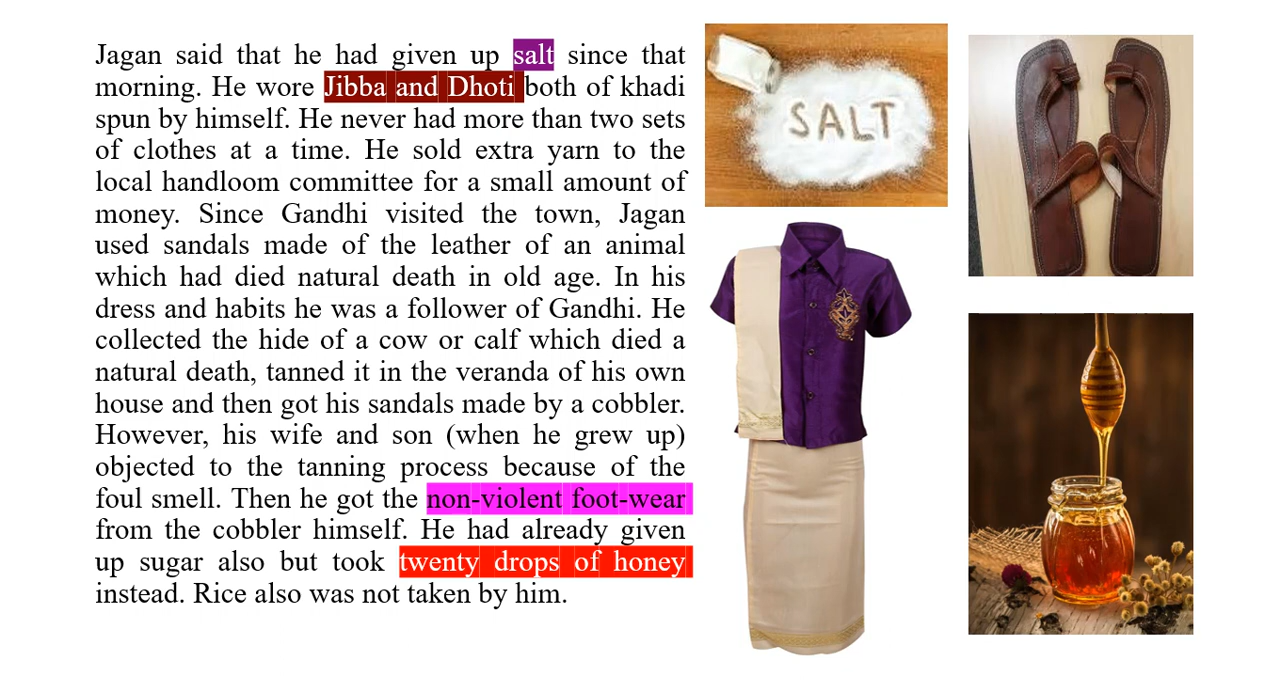 Jagan said that he had given up salt since that
morning. He wore Jibba and Dhoti both of khadi
spun by himself. He never had more than two sets
of clothes at a time. He sold extra yarn to the
local handloom committee for a small amount of
money. Since Gandhi visited the town, Jagan
used sandals made of the leather of an animal
which had died natural death in old age. In his
dress and habits he was a follower of Gandhi. He
collected the hide of a cow or calf which died a
natural death, tanned it in the veranda of his own
house and then got his sandals made by a cobbler.
However, his wife and son (when he grew up)
objected to the tanning process because of the
foul smell. Then he got the non-violent foot-wear
from the cobbler himself. He had already given
up sugar also but took twenty drops of honey
instead. Rice also was not taken by him.
SALT